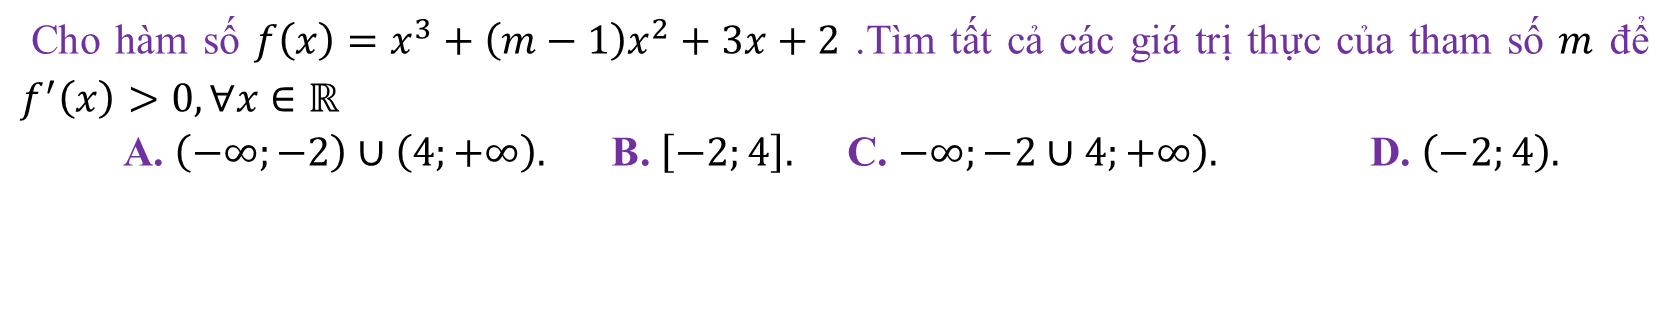 Cho hàm số f(x) = x³ + (m − 1)x² + 3x + 2 .Tìm tất cả các giá trị thực của tham số m để
f′(x) > 0, ∀x ∈ ℝ
A. (−∞; −2) ∪ (4; +∞). B. [−2; 4]. C. −∞; −2 ∪ 4; +∞). D. (−2; 4).